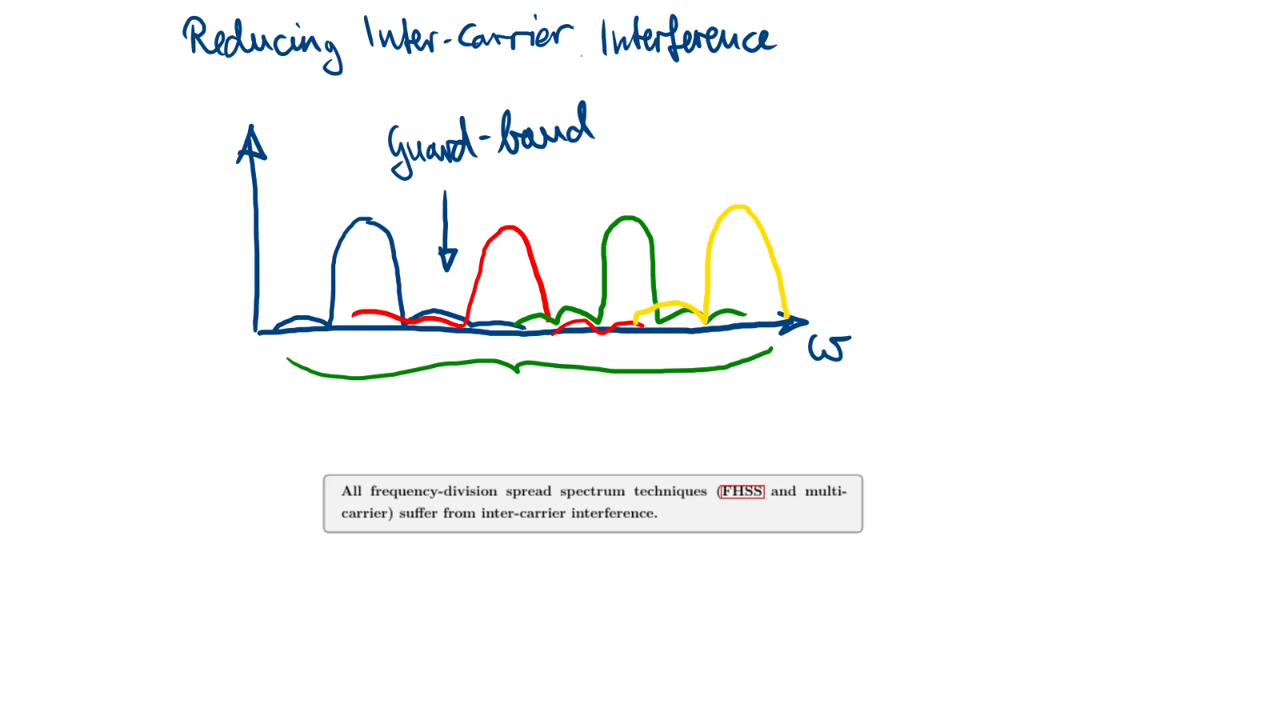 Reducing Inter-Carrier Interference
Guard-band
ω
All frequency-division spread spectrum techniques (FHSS and multi-
carrier) suffer from inter-carrier interference.